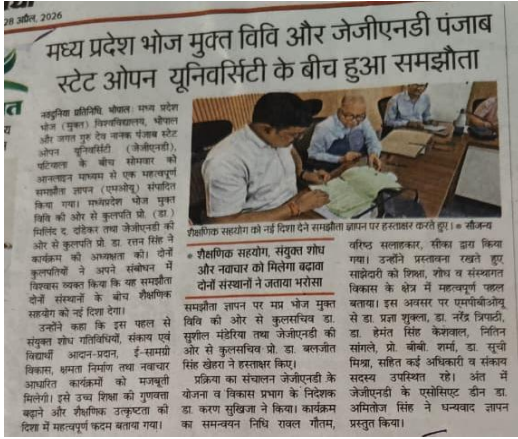 28 अप्रैल, 2026
मध्य प्रदेश भोज मुक्त विवि और जेजीएनडी पंजाब
स्टेट ओपन यूनिवर्सिटी के बीच हुआ समझौता
नवदुनिया प्रतिनिधि, भोपाल: मध्य प्रदेश
भोज (मुक्त) विश्वविद्यालय, भोपाल
और जगत गुरु देव नानक पंजाब स्टेट
ओपन यूनिवर्सिटी (जेजीएनडी),
पटियाला के बीच सोमवार को
आनलाइन माध्यम से एक महत्वपूर्ण
समझौता ज्ञापन (एमओयू) संपादित
किया गया। मध्यप्रदेश भोज मुक्त
विवि की ओर से कुलपति प्रो. (डा.)
मिलिंद द. दांडेकर तथा जेजीएनडी की
ओर से कुलपति प्रो. डा. रतन सिंह ने
कार्यक्रम की अध्यक्षता की। दोनों
कुलपतियों ने अपने संबोधन में
विश्वास व्यक्त किया कि यह समझौता
दोनों संस्थानों के बीच शैक्षणिक
सहयोग को नई दिशा देगा।
उन्होंने कहा कि इस पहल से
संयुक्त शोध गतिविधियों, संकाय एवं
विद्यार्थी आदान-प्रदान, ई-सामग्री
विकास, क्षमता निर्माण तथा नवाचार
आधारित कार्यक्रमों को मजबूती
मिलेगी। इसे उच्च शिक्षा की गुणवत्ता
बढ़ाने और शैक्षणिक उत्कृष्टता की
दिशा में महत्वपूर्ण कदम बताया गया।
शैक्षणिक सहयोग को नई दिशा देने समझौता ज्ञापन पर हस्ताक्षर करते हुए। ● सौजन्य
● शैक्षणिक सहयोग, संयुक्त शोध
और नवाचार को मिलेगा बढ़ावा
दोनों संस्थानों ने जताया भरोसा
समझौता ज्ञापन पर मप्र भोज मुक्त
विवि की ओर से कुलसचिव डा.
सुशील मंडेरिया तथा जेजीएनडी की
ओर से कुलसचिव प्रो. डा. बलजीत
सिंह खेहरा ने हस्ताक्षर किए।
प्रक्रिया का संचालन जेजीएनडी के
योजना व विकास विभाग के निदेशक
डा. करण सुखिजा ने किया। कार्यक्रम
का समन्वयन निधि रावल गौतम,
वरिष्ठ सलाहकार, सीका द्वारा किया
गया। उन्होंने प्रस्तावना रखते हुए
साझेदारी को शिक्षा, शोध व संस्थागत
विकास के क्षेत्र में महत्वपूर्ण पहल
बताया। इस अवसर पर एमपीबीओयू
से डा. प्रज्ञा शुक्ला, डा. नरेंद्र त्रिपाठी,
डा. हेमंत सिंह केशवाल, नितिन
सांगले, प्रो. बीबी. शर्मा, डा. सुची
मिश्रा, सहित कई अधिकारी व संकाय
सदस्य उपस्थित रहे। अंत में
जेजीएनडी के एसोसिएट डीन डा.
अमितोज सिंह ने धन्यवाद ज्ञापन
प्रस्तुत किया।